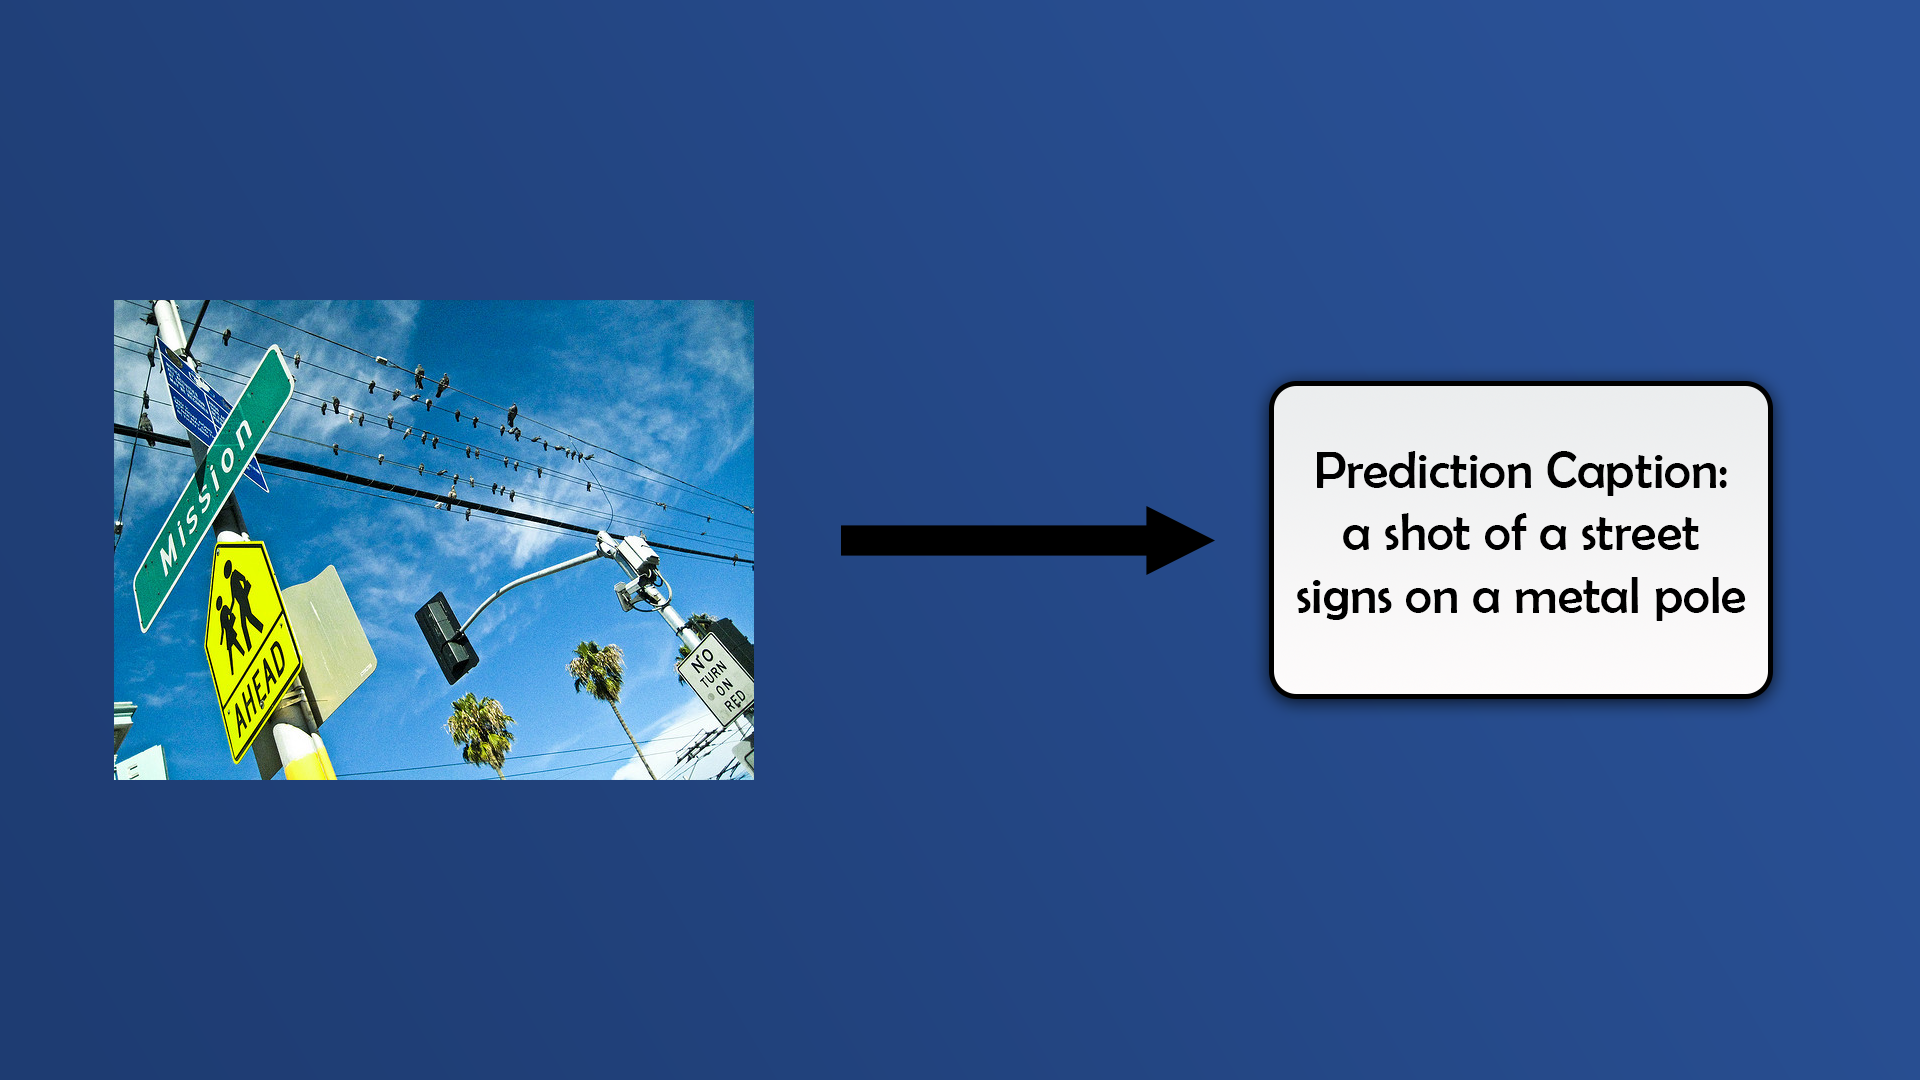 Mission
AHEAD
NO
TURN
ON
RED
Prediction Caption:
a shot of a street
signs on a metal pole